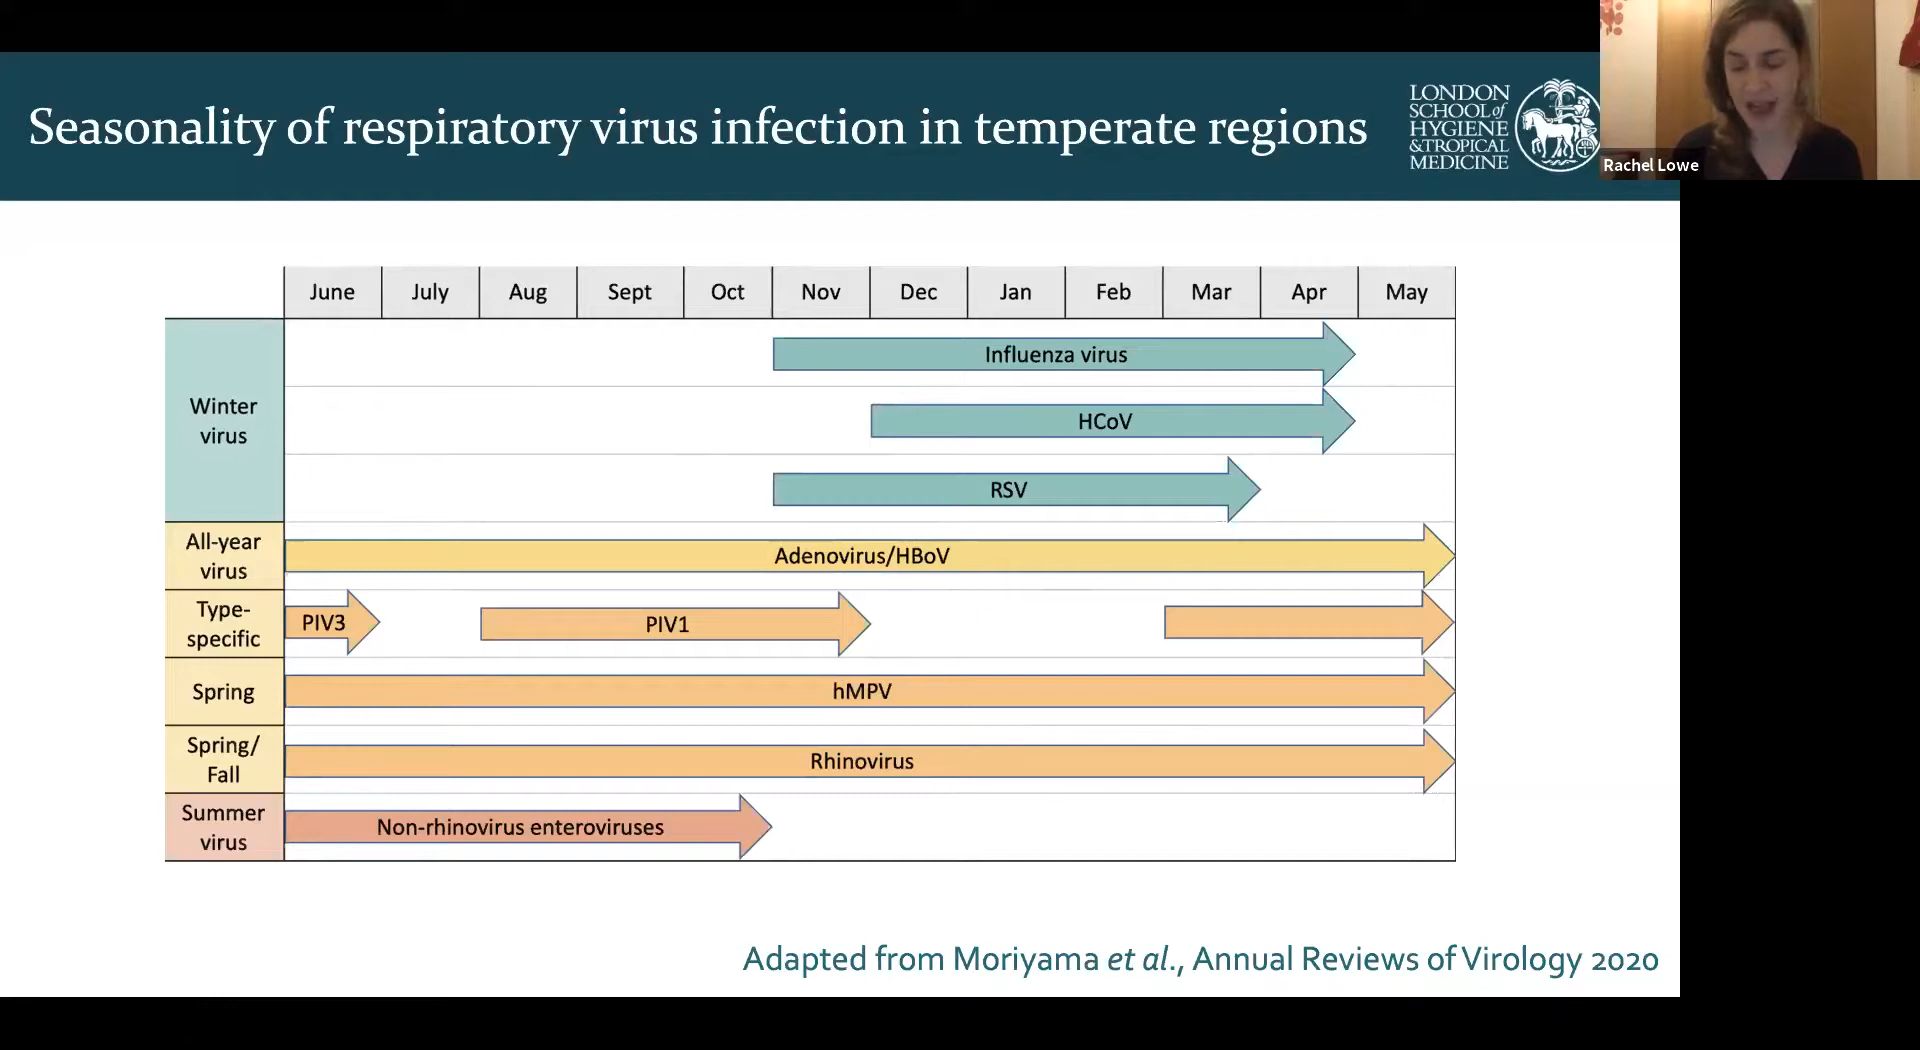 Seasonality of respiratory virus infection in temperate regions
LONDON
SCHOOL of
HYGIENE
& TROPICAL
MEDICINE
Rachel Lowe
June July Aug Sept Oct Nov Dec Jan Feb Mar Apr May
Winter
virus
Influenza virus
HCoV
RSV
All-year
virus
Adenovirus/HBoV
Type-
specific
PIV3
PIV1
Spring
hMPV
Spring/
Fall
Rhinovirus
Summer
virus
Non-rhinovirus enteroviruses
Adapted from Moriyama et al., Annual Reviews of Virology 2020